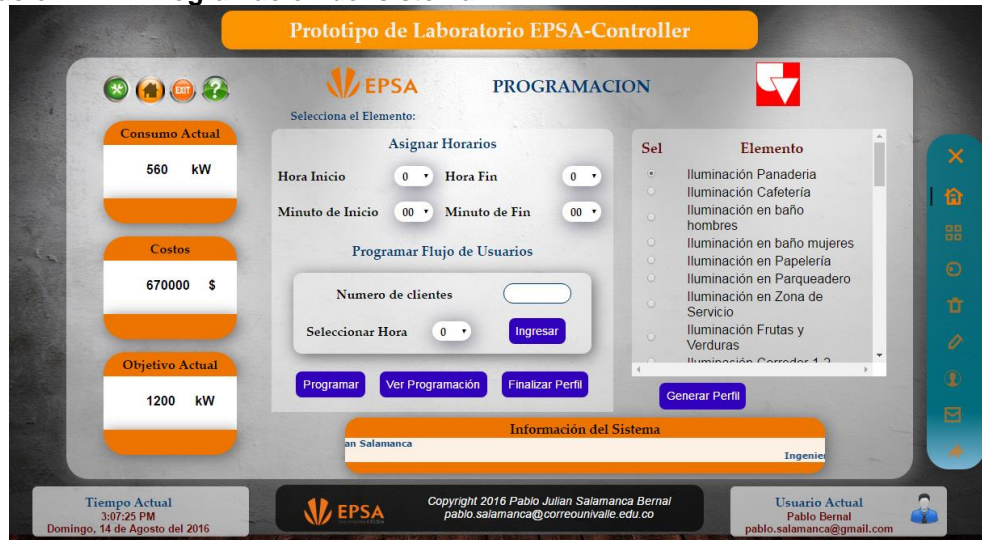 Prototipo de Laboratorio EPSA-Controller
EXIT
EPSA
PROGRAMACION
Selecciona el Elemento:
Consumo Actual
560 kW
Costos
670000 $
Objetivo Actual
1200 kW
Asignar Horarios
Hora Inicio 0 Hora Fin 0
Minuto de Inicio 00 Minuto de Fin 00
Programar Flujo de Usuarios
Numero de clientes
Seleccionar Hora 0 Ingresar
Programar Ver Programación Finalizar Perfil
Sel Elemento
Iluminación Panaderia
Iluminación Cafetería
Iluminación en baño
hombres
Iluminación en baño mujeres
Iluminación en Papelería
Iluminación en Parqueadero
Iluminación en Zona de
Servicio
Iluminación Frutas y
Verduras
Iluminación Corredor 1 2
Generar Perfil
Información del Sistema
an Salamanca
Ingenier
Tiempo Actual
3:07:25 PM
Domingo, 14 de Agosto del 2016
EPSA
Copyright 2016 Pablo Julian Salamanca Bernal
pablo.salamanca@correounivalle.edu.co
Usuario Actual
Pablo Bernal
pablo.salamanca@gmail.com